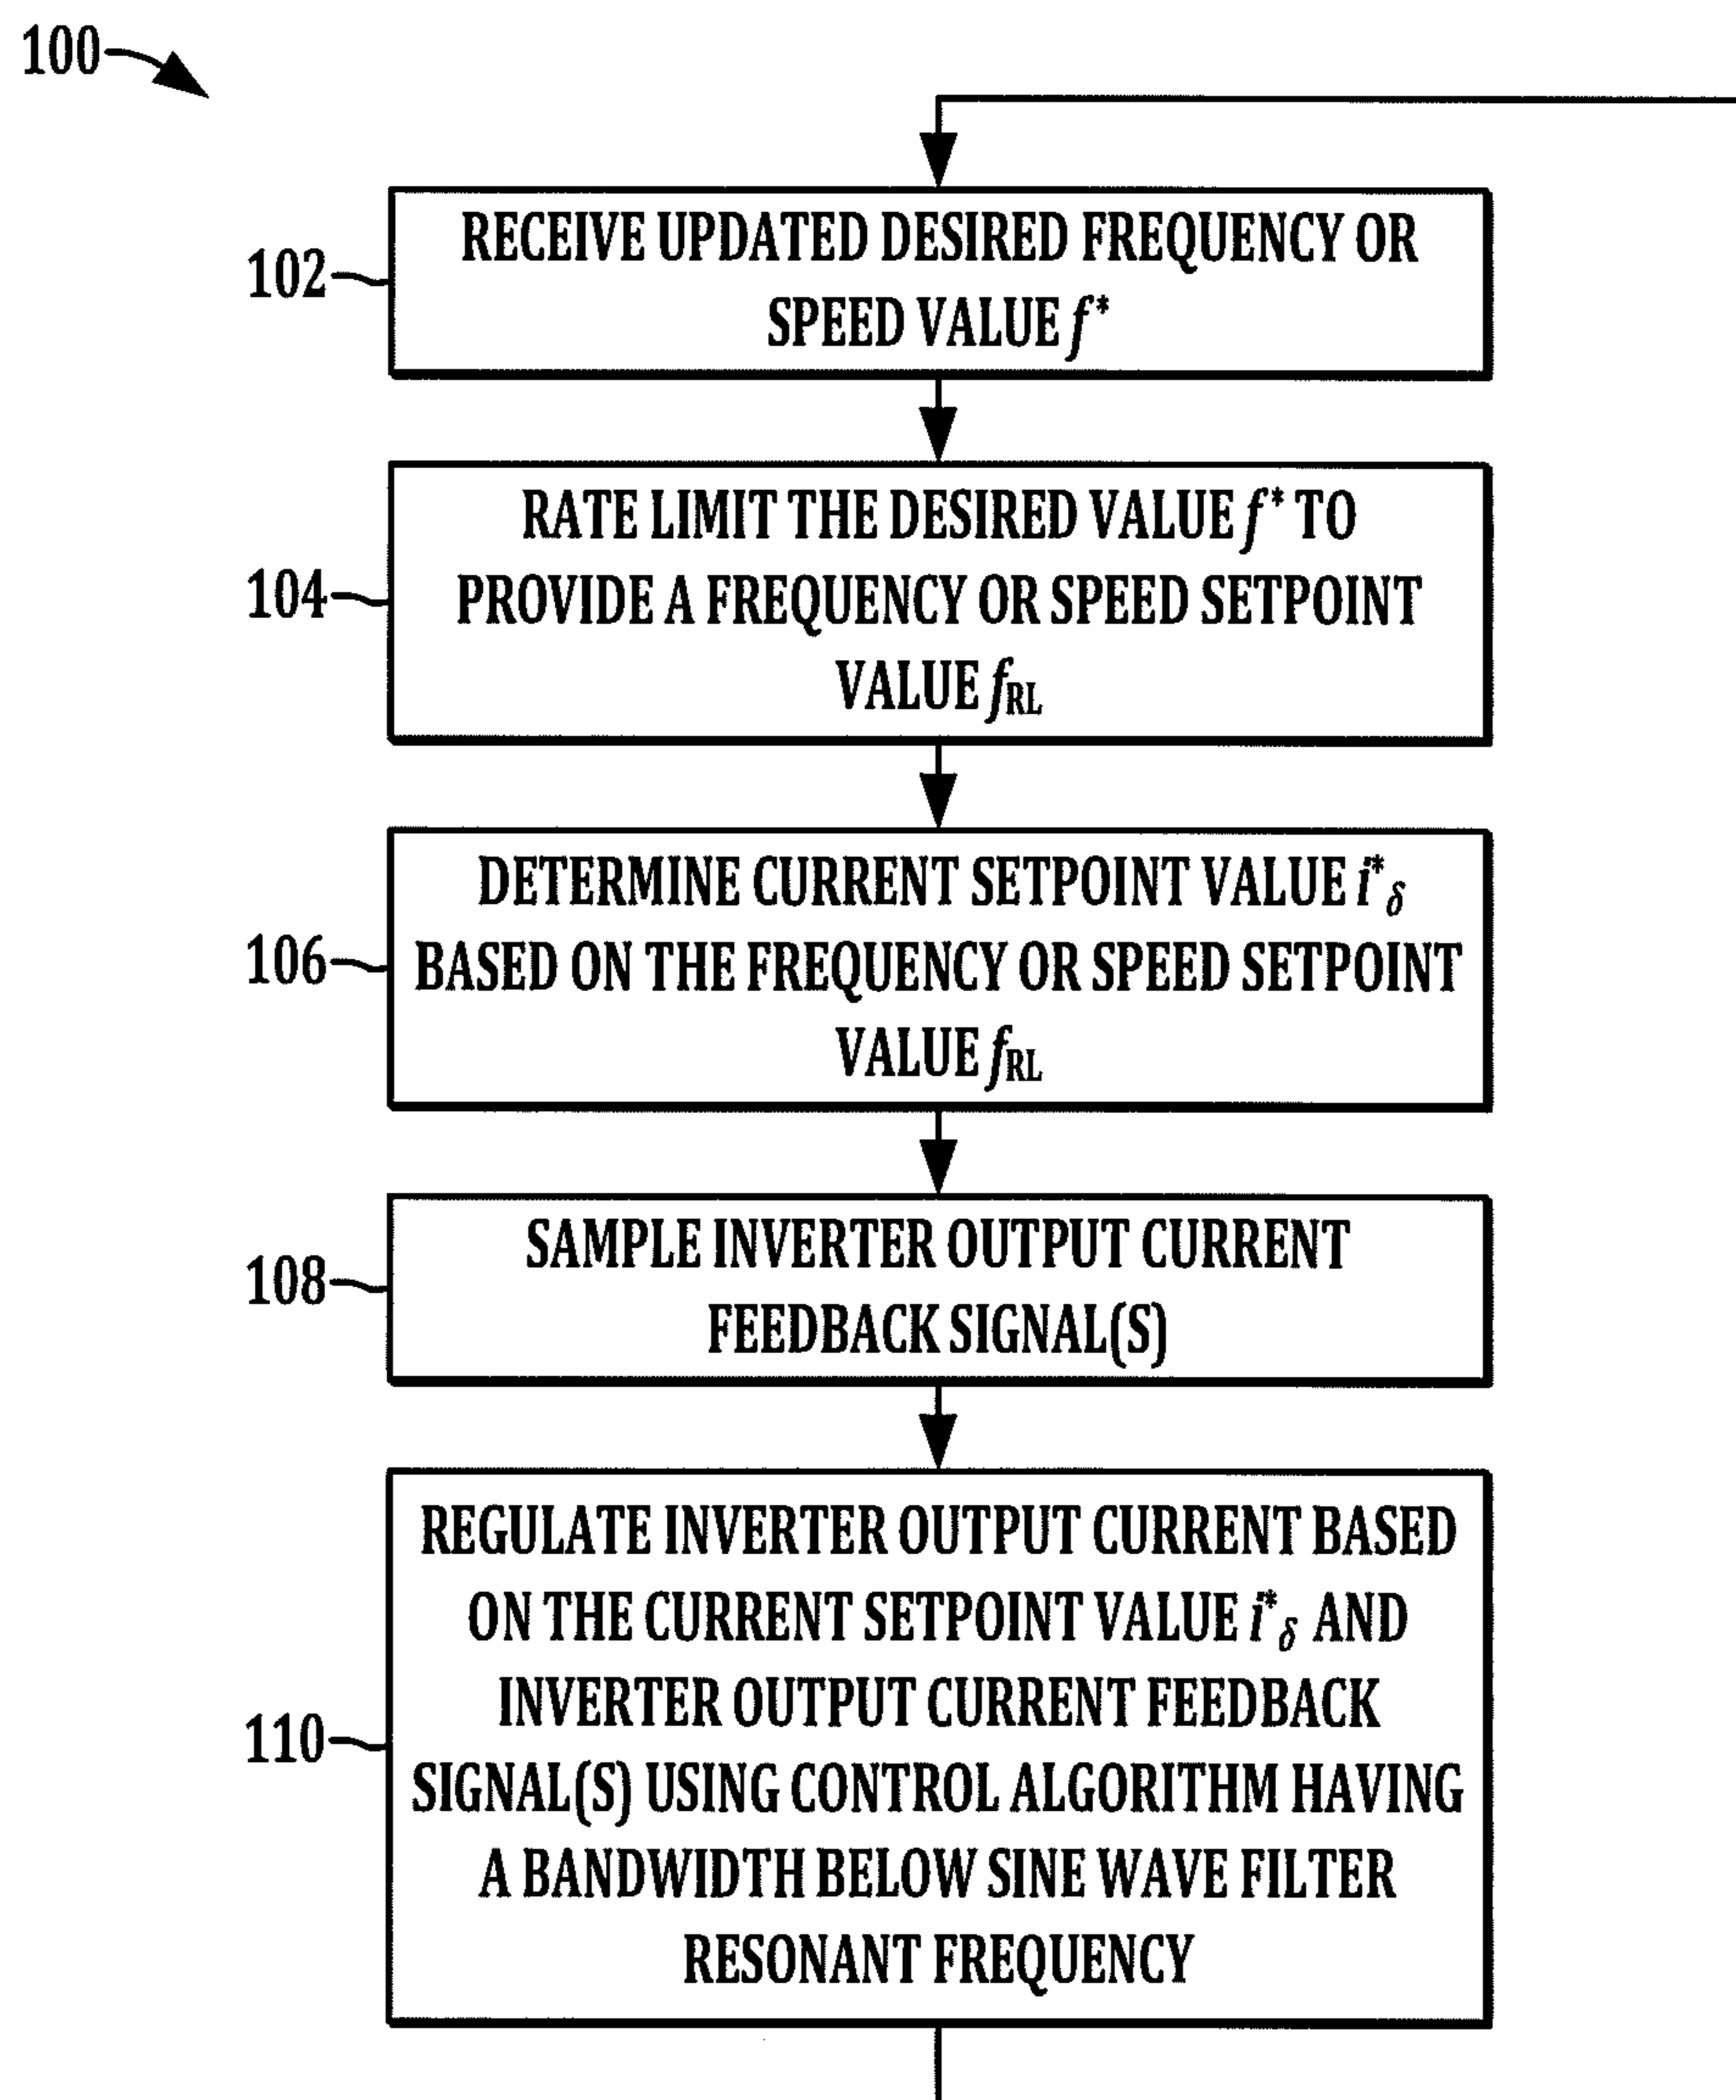 100
102
RECEIVE UPDATED DESIRED FREQUENCY OR
SPEED VALUE f*
104
RATE LIMIT THE DESIRED VALUE f* TO
PROVIDE A FREQUENCY OR SPEED SETPOINT
VALUE fRL
106
DETERMINE CURRENT SETPOINT VALUE i*δ
BASED ON THE FREQUENCY OR SPEED SETPOINT
VALUE fRL
108
SAMPLE INVERTER OUTPUT CURRENT
FEEDBACK SIGNAL(S)
110
REGULATE INVERTER OUTPUT CURRENT BASED
ON THE CURRENT SETPOINT VALUE i*δ AND
INVERTER OUTPUT CURRENT FEEDBACK
SIGNAL(S) USING CONTROL ALGORITHM HAVING
A BANDWIDTH BELOW SINE WAVE FILTER
RESONANT FREQUENCY